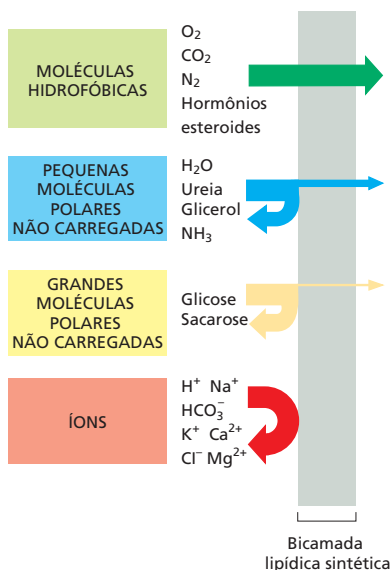 MOLÉCULAS
HIDROFÓBICAS
O₂
CO₂
N₂
Hormônios
esteroides
PEQUENAS
MOLÉCULAS
POLARES
NÃO CARREGADAS
H₂O
Ureia
Glicerol
NH₃
GRANDES
MOLÉCULAS
POLARES
NÃO CARREGADAS
Glicose
Sacarose
ÍONS
H⁺ Na⁺
HCO₃⁻
K⁺ Ca²⁺
Cl⁻ Mg²⁺
Bicamada
lipídica sintética